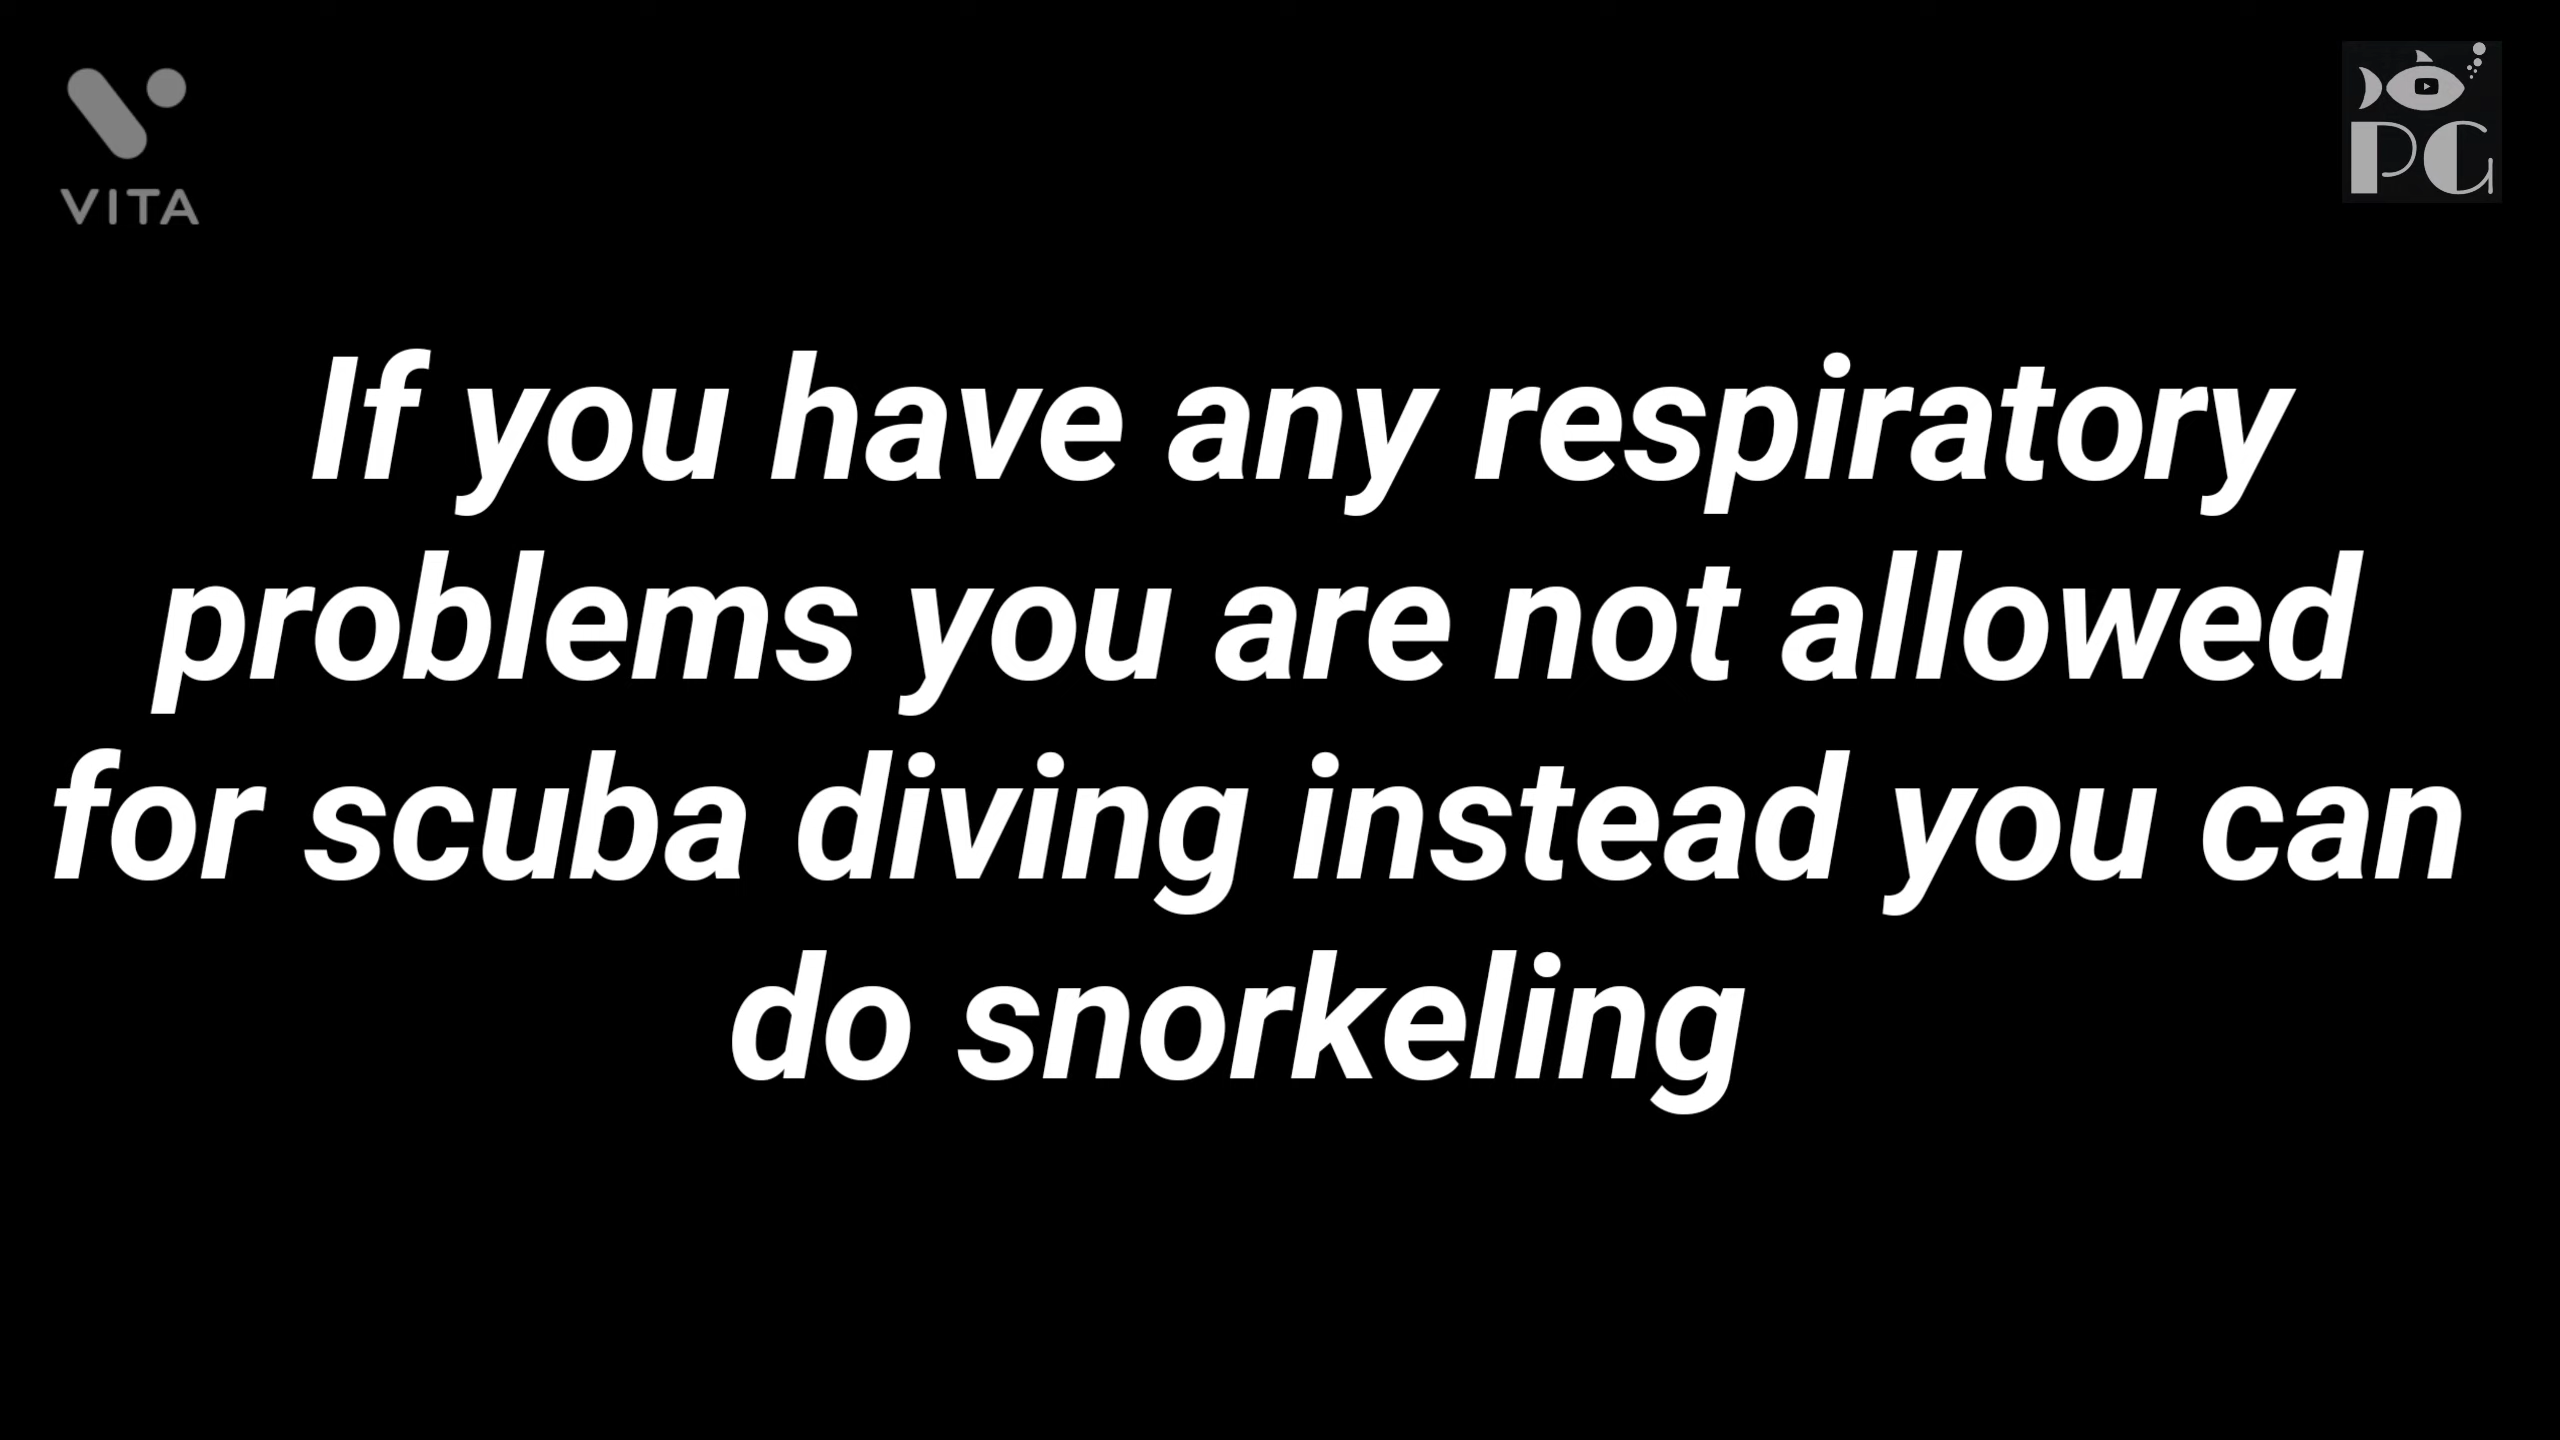 VITA
PG
If you have any respiratory
problems you are not allowed
for scuba diving instead you can
do snorkeling